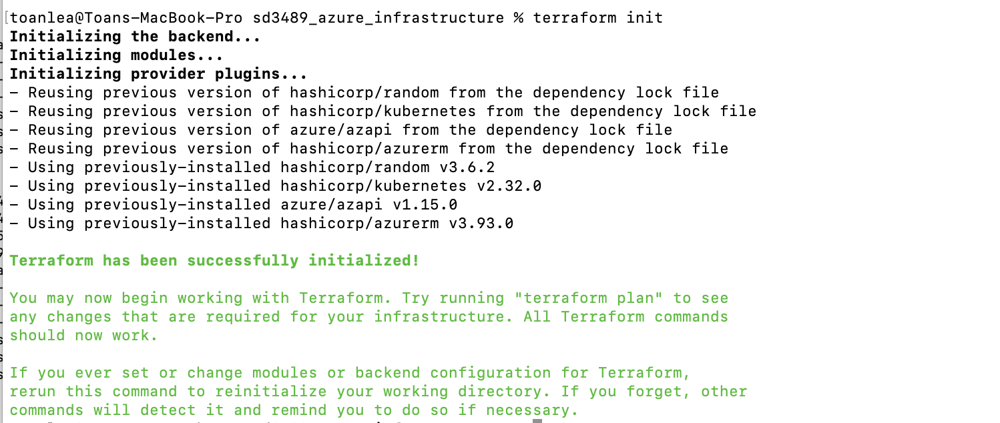 [toanlea@Toans-MacBook-Pro sd3489_azure_infrastructure % terraform init
Initializing the backend...
Initializing modules...
Initializing provider plugins...
- Reusing previous version of hashicorp/random from the dependency lock file
- Reusing previous version of hashicorp/kubernetes from the dependency lock file
- Reusing previous version of azure/azapi from the dependency lock file
- Reusing previous version of hashicorp/azurerm from the dependency lock file
- Using previously-installed hashicorp/random v3.6.2
- Using previously-installed hashicorp/kubernetes v2.32.0
- Using previously-installed azure/azapi v1.15.0
- Using previously-installed hashicorp/azurerm v3.93.0
Terraform has been successfully initialized!
You may now begin working with Terraform. Try running "terraform plan" to see
any changes that are required for your infrastructure. All Terraform commands
should now work.
If you ever set or change modules or backend configuration for Terraform,
rerun this command to reinitialize your working directory. If you forget, other
commands will detect it and remind you to do so if necessary.